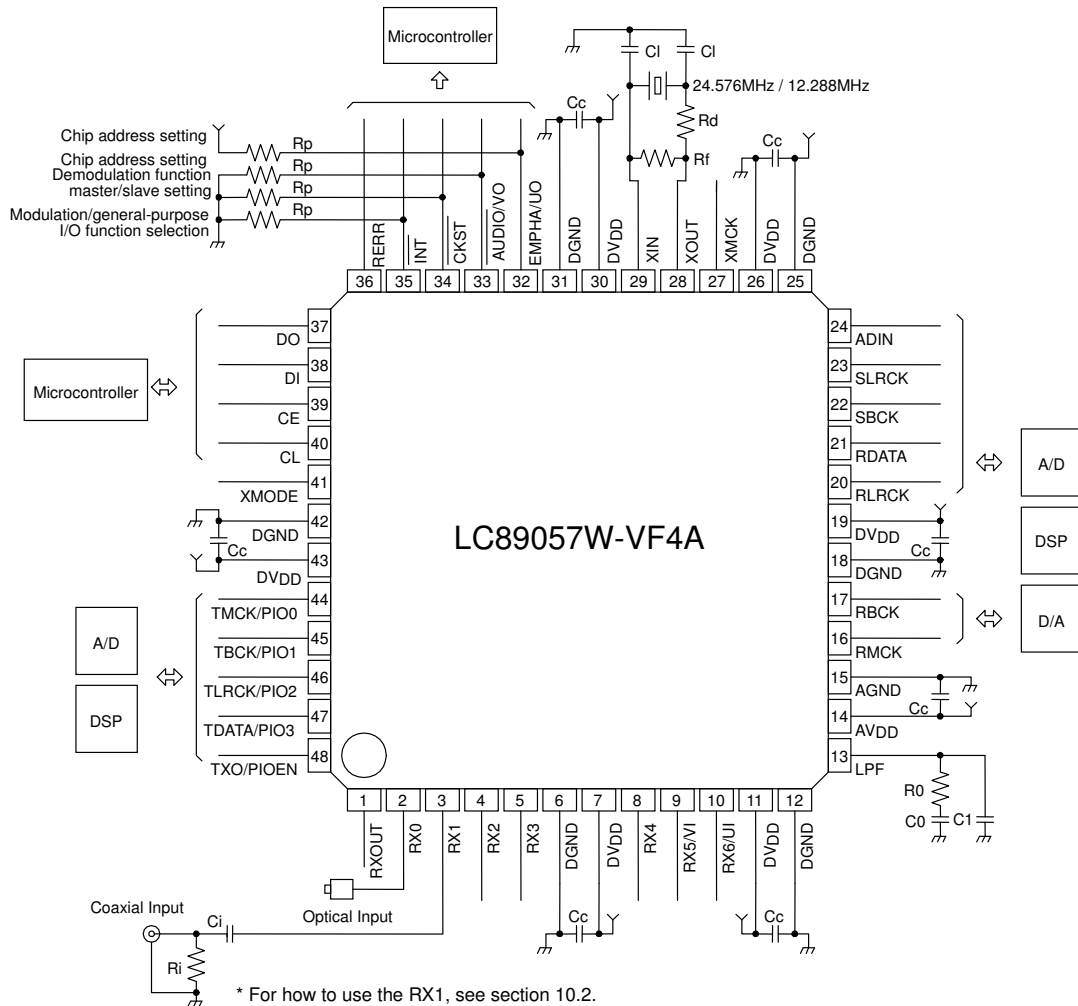 Microcontroller
Cl
Cl
24.576MHz / 12.288MHz
Cc
Rd
Rf
Cc
Chip address setting
Rp
Chip address setting
Rp
Demodulation function
master/slave setting
Rp
Modulation/general-purpose
I/O function selection
Rp
RERR
INT
CKST
AUDIO/VO
EMPHA/UO
DGND
DVDD
XIN
XOUT
XMCK
DVDD
DGND
36
35
34
33
32
31
30
29
28
27
26
25
37
DO
38
DI
39
CE
40
CL
41
XMODE
42
DGND
43
DVDD
44
TMCK/PIO0
45
TBCK/PIO1
46
TLRCK/PIO2
47
TDATA/PIO3
48
TXO/PIOEN
Microcontroller
Cc
A/D
DSP
LC89057W-VF4A
24
ADIN
23
SLRCK
22
SBCK
21
RDATA
20
RLRCK
19
DVDD
18
DGND
17
RBCK
16
RMCK
15
AGND
14
AVDD
13
LPF
A/D
DSP
D/A
Cc
Cc
R0
C0
C1
1
2
3
4
5
6
7
8
9
10
11
12
RXOUT
RX0
RX1
RX2
RX3
DGND
DVDD
RX4
RX5/VI
RX6/UI
DVDD
DGND
Optical Input
Coaxial Input
Ci
Ri
Cc
Cc
* For how to use the RX1, see section 10.2.